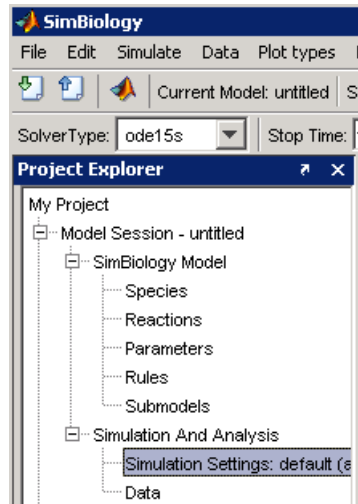 SimBiology
File Edit Simulate Data Plot types
Current Model: untitled
SolverType: ode15s Stop Time:
Project Explorer
My Project
Model Session - untitled
SimBiology Model
Species
Reactions
Parameters
Rules
Submodels
Simulation And Analysis
Simulation Settings: default (a
Data